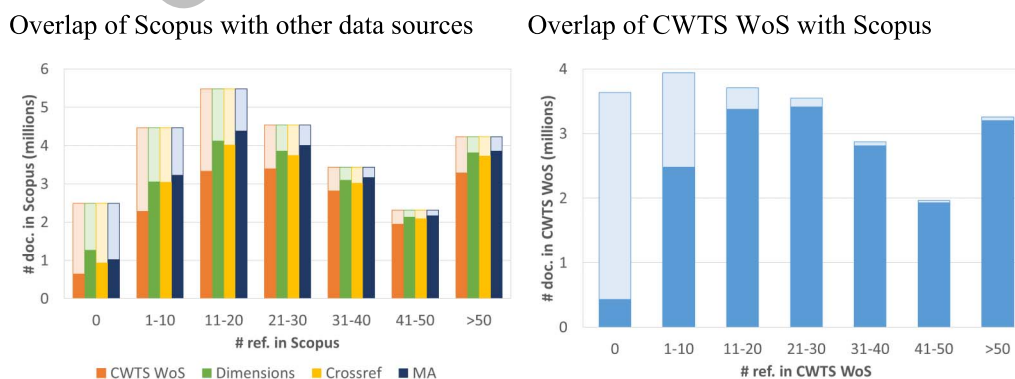 Overlap of Scopus with other data sources
6
5
4
3
2
1
0
# doc. in Scopus (millions)
0 1-10 11-20 21-30 31-40 41-50 >50
# ref. in Scopus
CWTS WoS Dimensions Crossref MA
Overlap of CWTS WoS with Scopus
4
3
2
1
0
# doc. in CWTS WoS (millions)
0 1-10 11-20 21-30 31-40 41-50 >50
# ref. in CWTS WoS